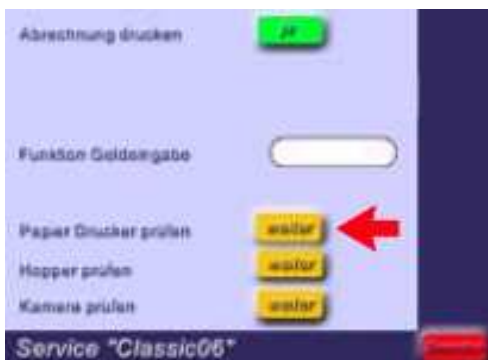 Abrechnung drucken
ja
Funktion Geldeingabe
Papier Drucker prüfen weiter
Hopper prüfen weiter
Kamera prüfen weiter
Service "Classic06"